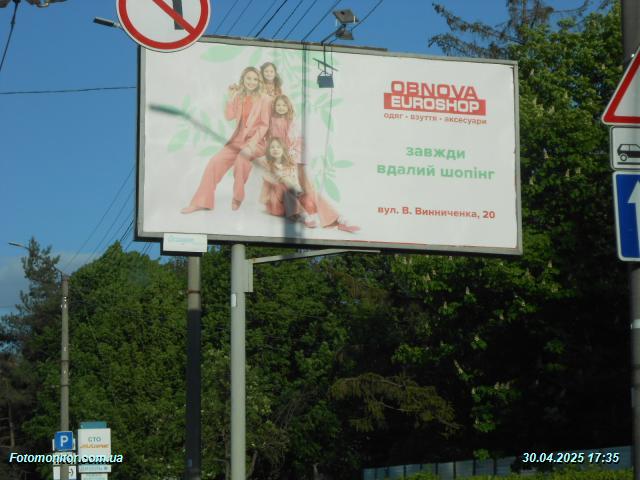 OBNOVA
EUROSHOP
одяг • взуття • аксесуари
завжди
вдалий шопінг
вул. В. Винниченка, 20
P
СТО
Fotomonitor.com.ua
30.04.2025 17:35